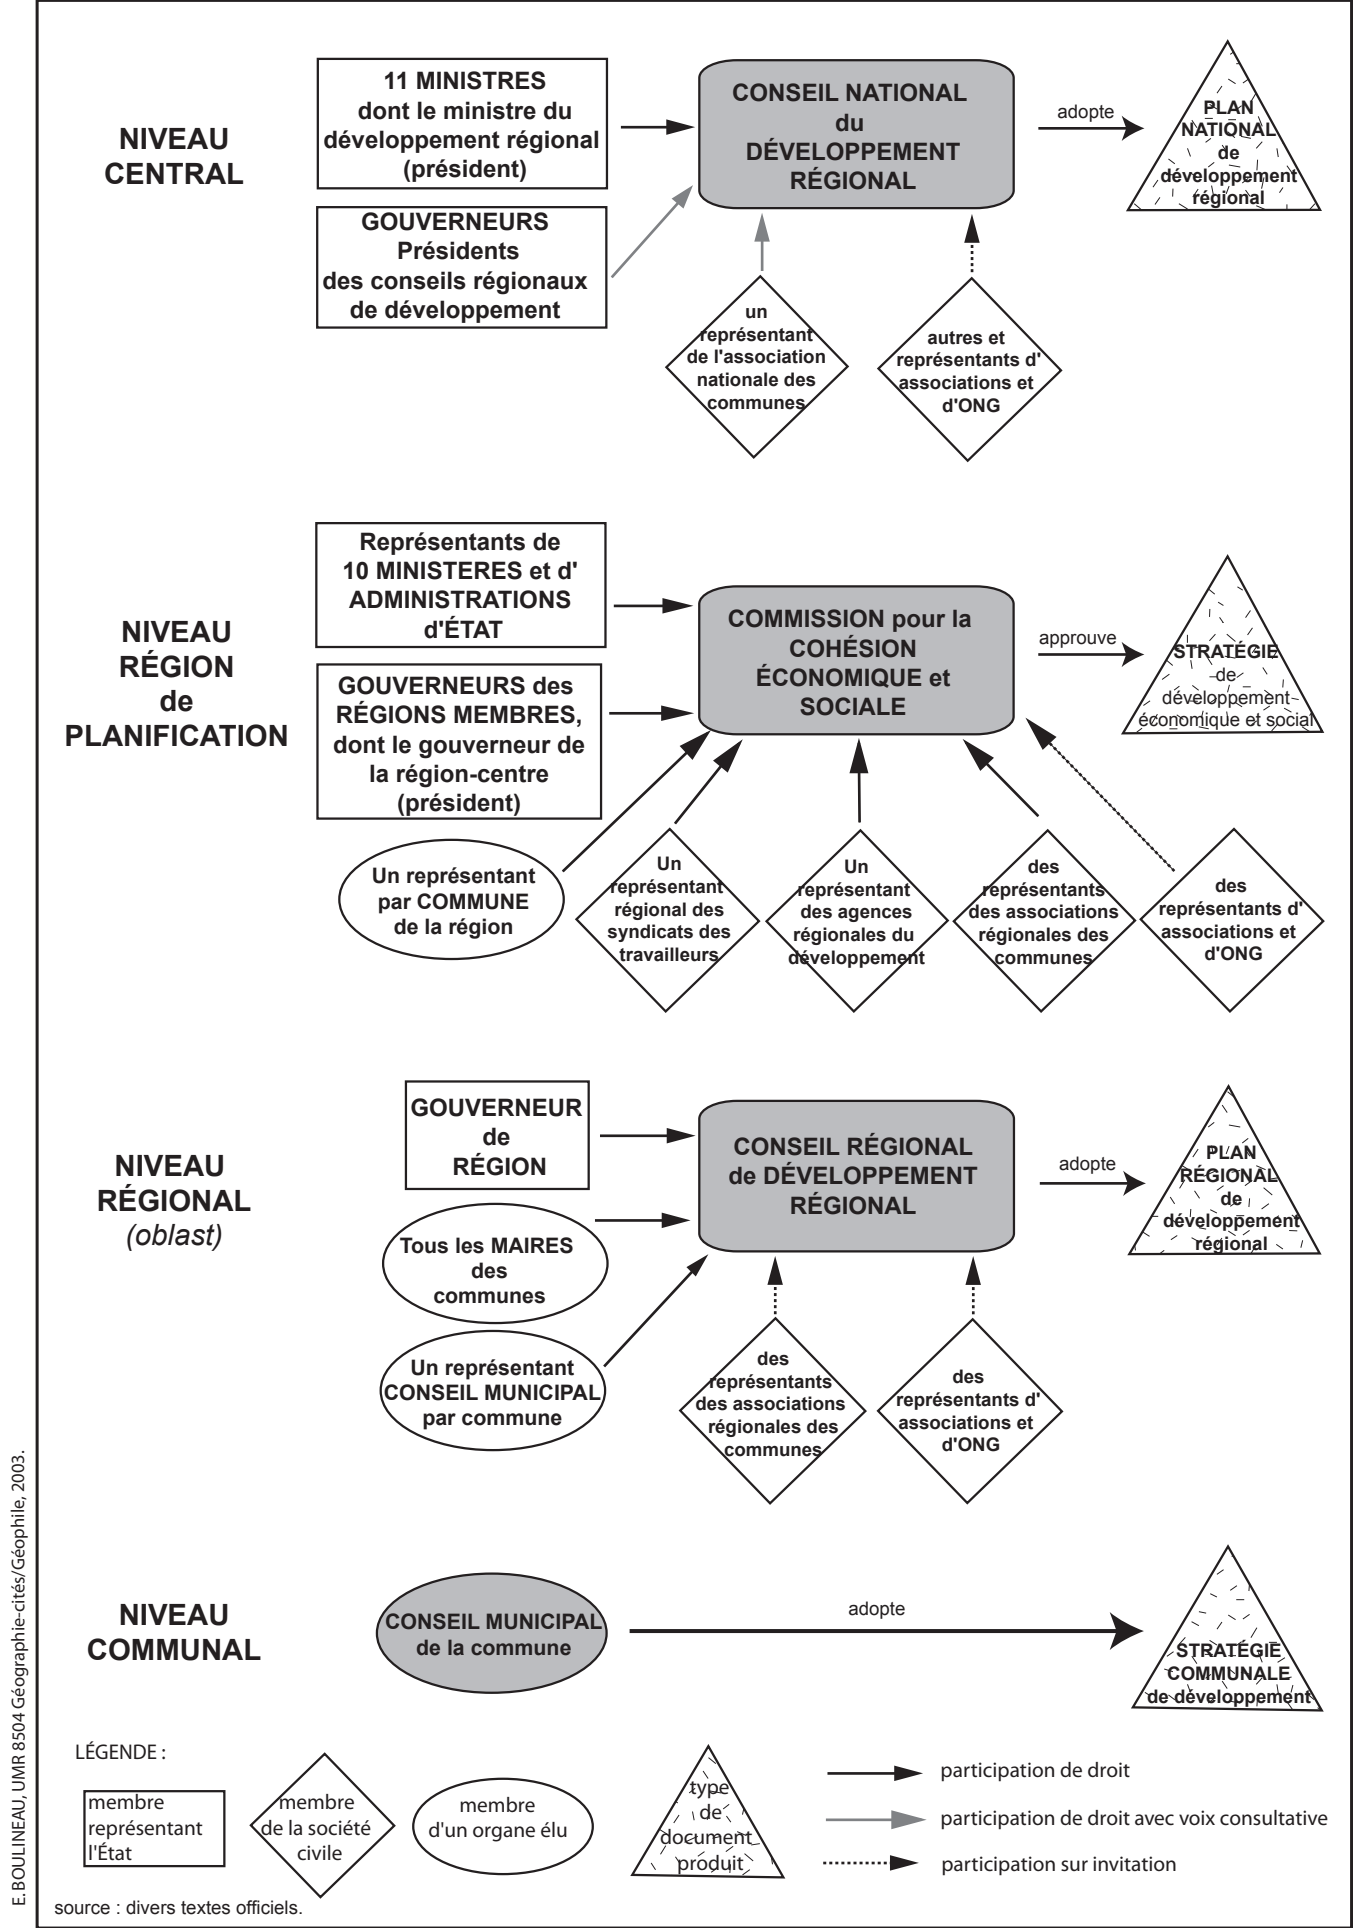 NIVEAU
CENTRAL
11 MINISTRES
dont le ministre du
développement régional
(président)
GOUVERNEURS
Présidents
des conseils régionaux
de développement
CONSEIL NATIONAL
du
DÉVELOPPEMENT
RÉGIONAL
adopte
PLAN
NATIONAL
de
développement
régional
un
représentant
de l'association
nationale des
communes
autres et
représentants d'
associations et
d'ONG
NIVEAU
RÉGION
de
PLANIFICATION
Représentants de
10 MINISTERES et d'
ADMINISTRATIONS
d'ÉTAT
GOUVERNEURS des
RÉGIONS MEMBRES,
dont le gouverneur de
la région-centre
(président)
COMMISSION pour la
COHÉSION
ÉCONOMIQUE et
SOCIALE
approuve
STRATÉGIE
de
développement
économique et social
Un représentant
par COMMUNE
de la région
Un
représentant
régional des
syndicats des
travailleurs
Un
représentant
des agences
régionales du
développement
des
représentants
des associations
régionales des
communes
des
représentants d'
associations et
d'ONG
NIVEAU
RÉGIONAL
(oblast)
GOUVERNEUR
de
RÉGION
Tous les MAIRES
des
communes
Un représentant
CONSEIL MUNICIPAL
par commune
CONSEIL RÉGIONAL
de DÉVELOPPEMENT
RÉGIONAL
adopte
PLAN
RÉGIONAL
de
développement
régional
des
représentants
des associations
régionales des
communes
des
représentants d'
associations et
d'ONG
NIVEAU
COMMUNAL
CONSEIL MUNICIPAL
de la commune
adopte
STRATÉGIE
COMMUNALE
de développement
LÉGENDE :
membre
représentant
l'État
membre
de la société
civile
membre
d'un organe élu
type
de
document
produit
participation de droit
participation de droit avec voix consultative
participation sur invitation
source : divers textes officiels.
E. BOULINEAU, UMR 8504 Géographie-cités/Géophile, 2003.